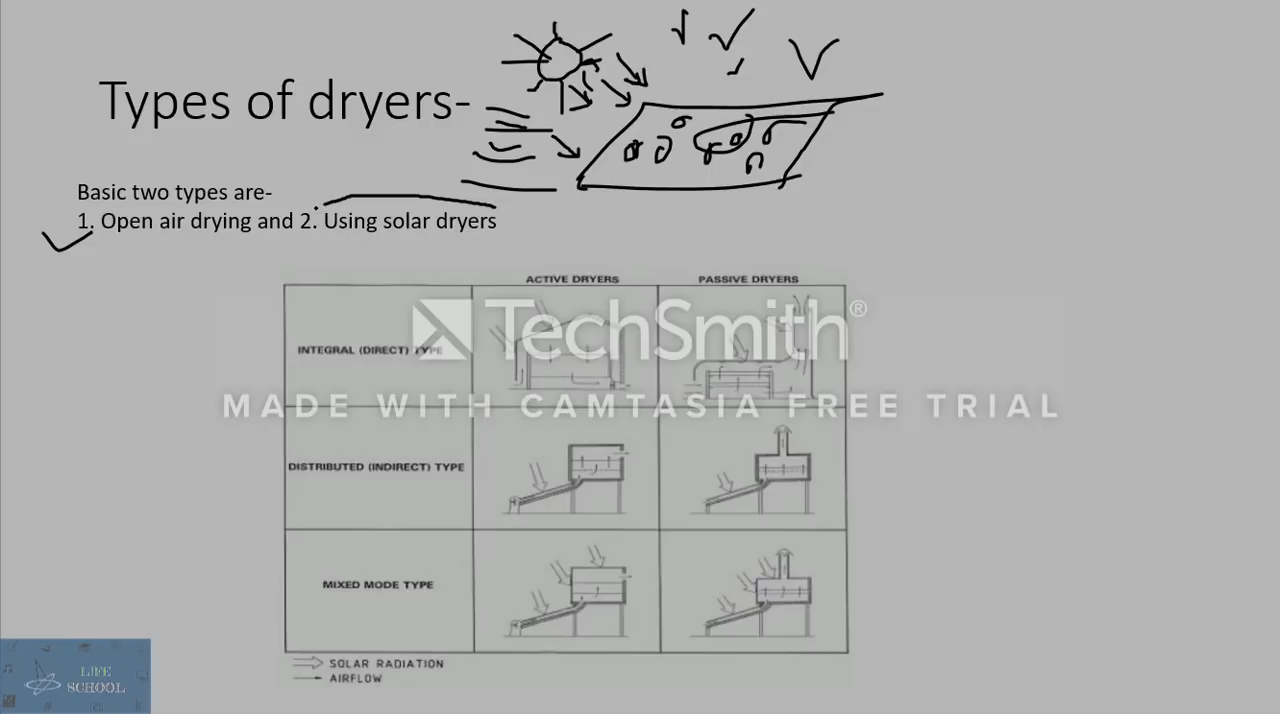 Types of dryers-
Basic two types are-
1. Open air drying and 2. Using solar dryers
ACTIVE DRYERS
PASSIVE DRYERS
INTEGRAL (DIRECT) TYPE
TechSmith®
MADE WITH CAMTASIA FREE TRIAL
DISTRIBUTED (INDIRECT) TYPE
MIXED MODE TYPE
SOLAR RADIATION
AIRFLOW
LIFE
SCHOOL